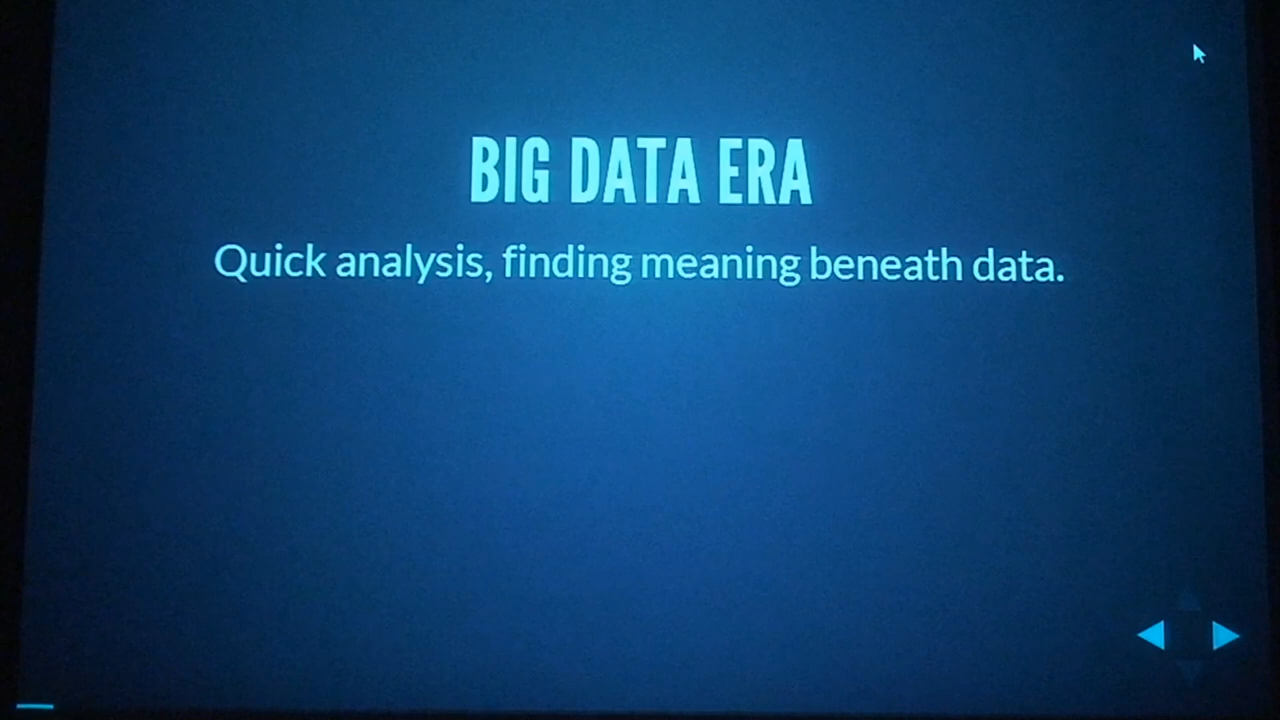 BIG DATA ERA
Quick analysis, finding meaning beneath data.